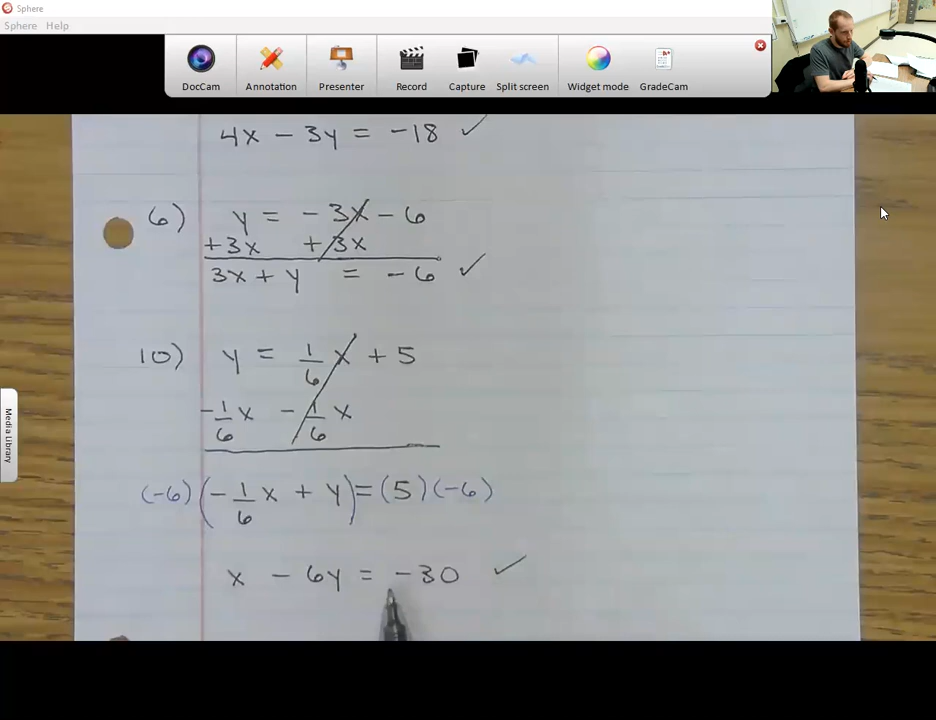 Sphere
Sphere Help
DocCam Annotation Presenter Record Capture Split screen Widget mode GradeCam
Media Library
4x - 3y = -18 ✓
6) y = -3x - 6
+3x +3x
3x + y = -6 ✓
10) y = 1/6 x + 5
-1/6 x - 1/6 x
(-6)(-1/6 x + y) = (5)(-6)
x - 6y = -30 ✓